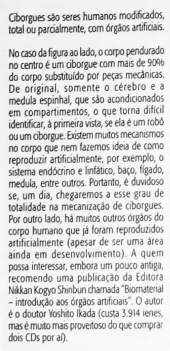 Ciborgues são seres humanos modificados,
total ou parcialmente, com órgãos artificiais.
No caso da figura ao lado, o corpo pendurado
no centro é um ciborgue com mais de 90%
do corpo substituído por peças mecânicas.
De original, somente o cérebro e a
medula espinhal, que são acondicionados
em compartimentos, o que torna difícil
identificar, à primeira vista, se ela é um robô
ou um ciborgue. Existem muitos mecanismos
no corpo que nem fazemos ideia de como
reproduzir artificialmente, por exemplo, o
sistema endócrino e linfático, baço, fígado,
medula, entre outros. Portanto, é duvidoso
se, um dia, chegaremos a esse grau de
totalidade na mecanização de ciborgues.
Por outro lado, há muitos outros órgãos do
corpo humano que já foram reproduzidos
artificialmente (apesar de ser uma área
ainda em desenvolvimento). A quem
possa interessar, embora um pouco antiga,
recomendo uma publicação da Editora
Nikkan Kogyo Shinbun chamada "Biomaterial
– introdução aos órgãos artificiais". O autor
é o doutor Yoshito Ikada (custa 3.914 ienes,
mas é muito mais proveitoso do que comprar
dois CDs por aí).